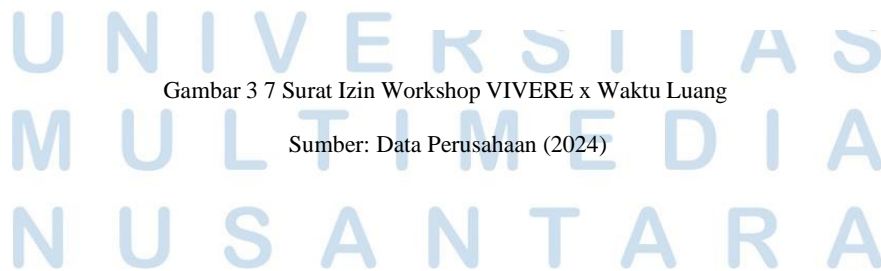 UNIVERSITAS
Gambar 3 7 Surat Izin Workshop VIVERE x Waktu Luang
MULTIMEDIA
Sumber: Data Perusahaan (2024)
NUSANTARA